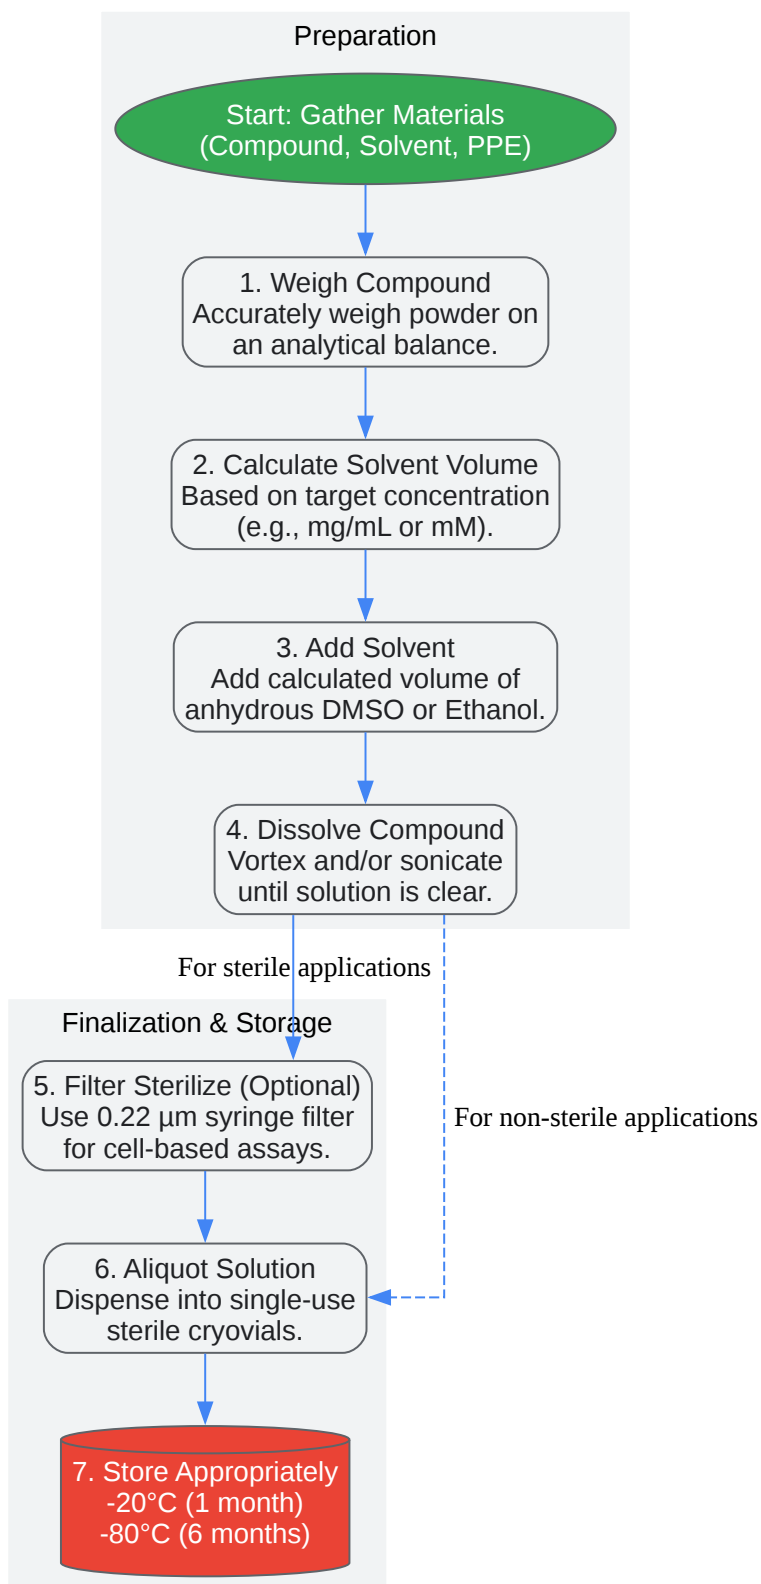 Preparation
Start: Gather Materials
(Compound, Solvent, PPE)
1. Weigh Compound
Accurately weigh powder on
an analytical balance.
2. Calculate Solvent Volume
Based on target concentration
(e.g., mg/mL or mM).
3. Add Solvent
Add calculated volume of
anhydrous DMSO or Ethanol.
4. Dissolve Compound
Vortex and/or sonicate
until solution is clear.
For sterile applications
Finalization & Storage
5. Filter Sterilize (Optional)
Use 0.22 µm syringe filter
for cell-based assays.
For non-sterile applications
6. Aliquot Solution
Dispense into single-use
sterile cryovials.
7. Store Appropriately
-20°C (1 month)
-80°C (6 months)